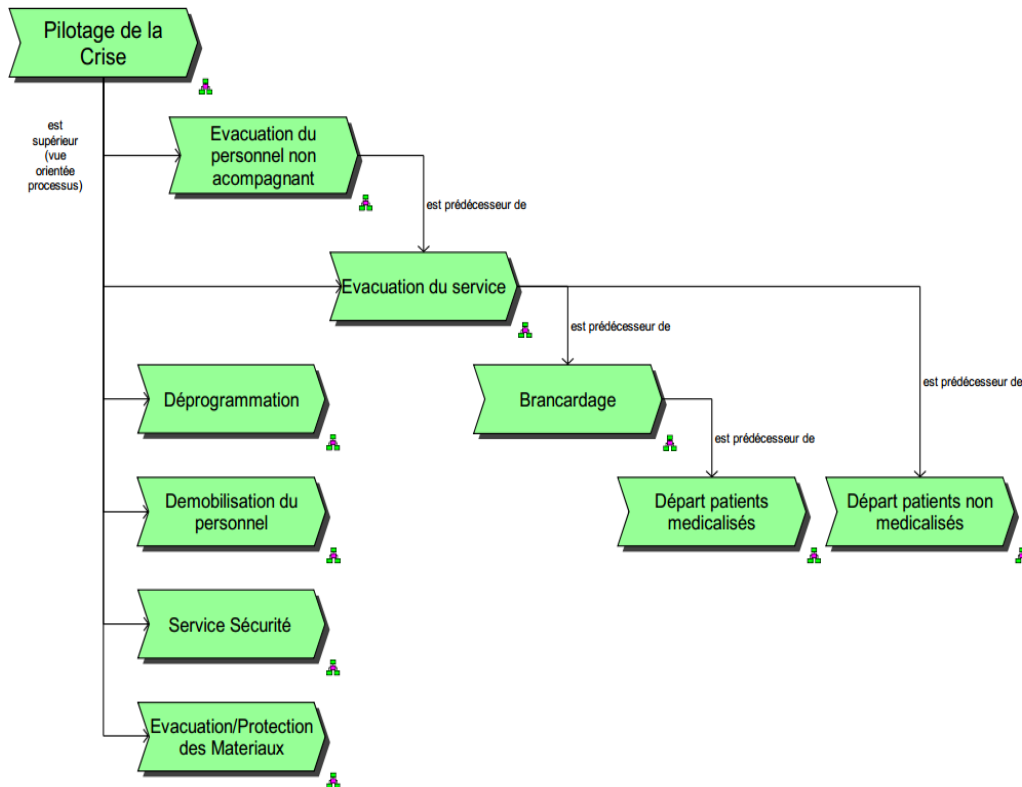 Pilotage de la
Crise
est
supérieur
(vue
orientée
processus)
Evacuation du
personnel non
acompagnant
est prédécesseur de
Evacuation du service
est prédécesseur de
est prédécesseur de
Déprogrammation
Brancardage
est prédécesseur de
Demobilisation du
personnel
Départ patients
medicalisés
Départ patients non
medicalisés
Service Sécurité
Evacuation/Protection
des Materiaux